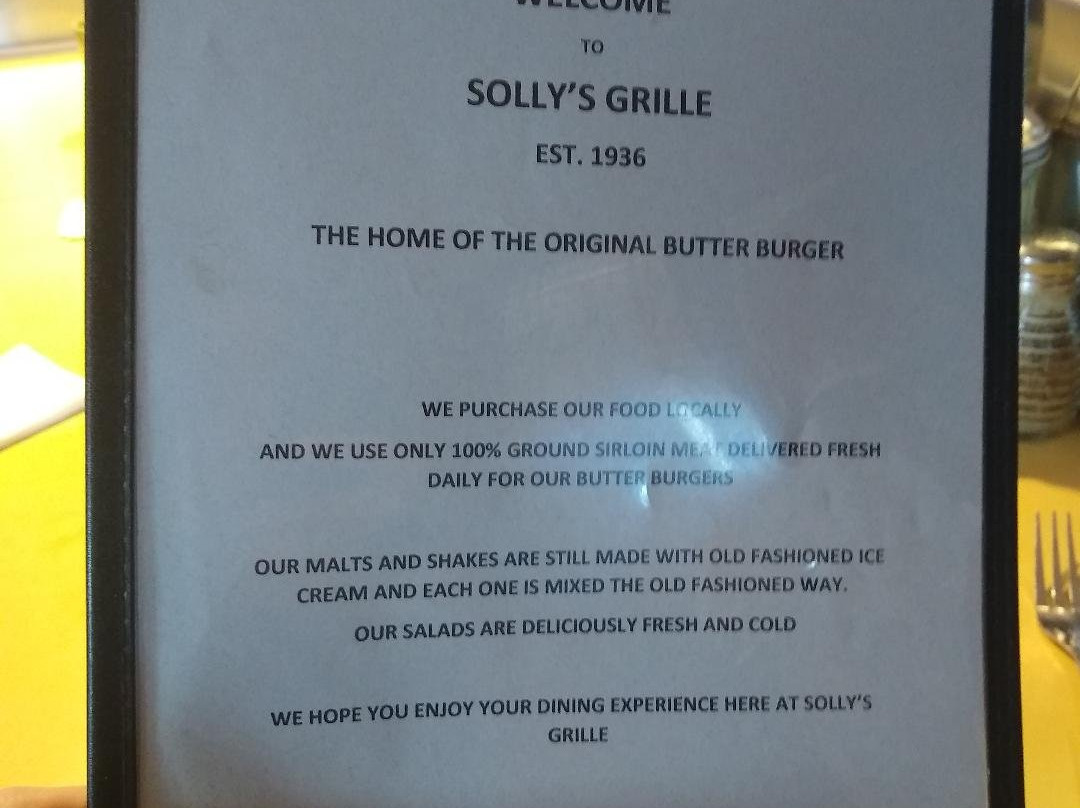 WELCOME
TO
SOLLY'S GRILLE
EST. 1936
THE HOME OF THE ORIGINAL BUTTER BURGER
WE PURCHASE OUR FOOD LOCALLY
AND WE USE ONLY 100% GROUND SIRLOIN MEAT DELIVERED FRESH
DAILY FOR OUR BUTTER BURGERS
OUR MALTS AND SHAKES ARE STILL MADE WITH OLD FASHIONED ICE
CREAM AND EACH ONE IS MIXED THE OLD FASHIONED WAY.
OUR SALADS ARE DELICIOUSLY FRESH AND COLD
WE HOPE YOU ENJOY YOUR DINING EXPERIENCE HERE AT SOLLY'S
GRILLE